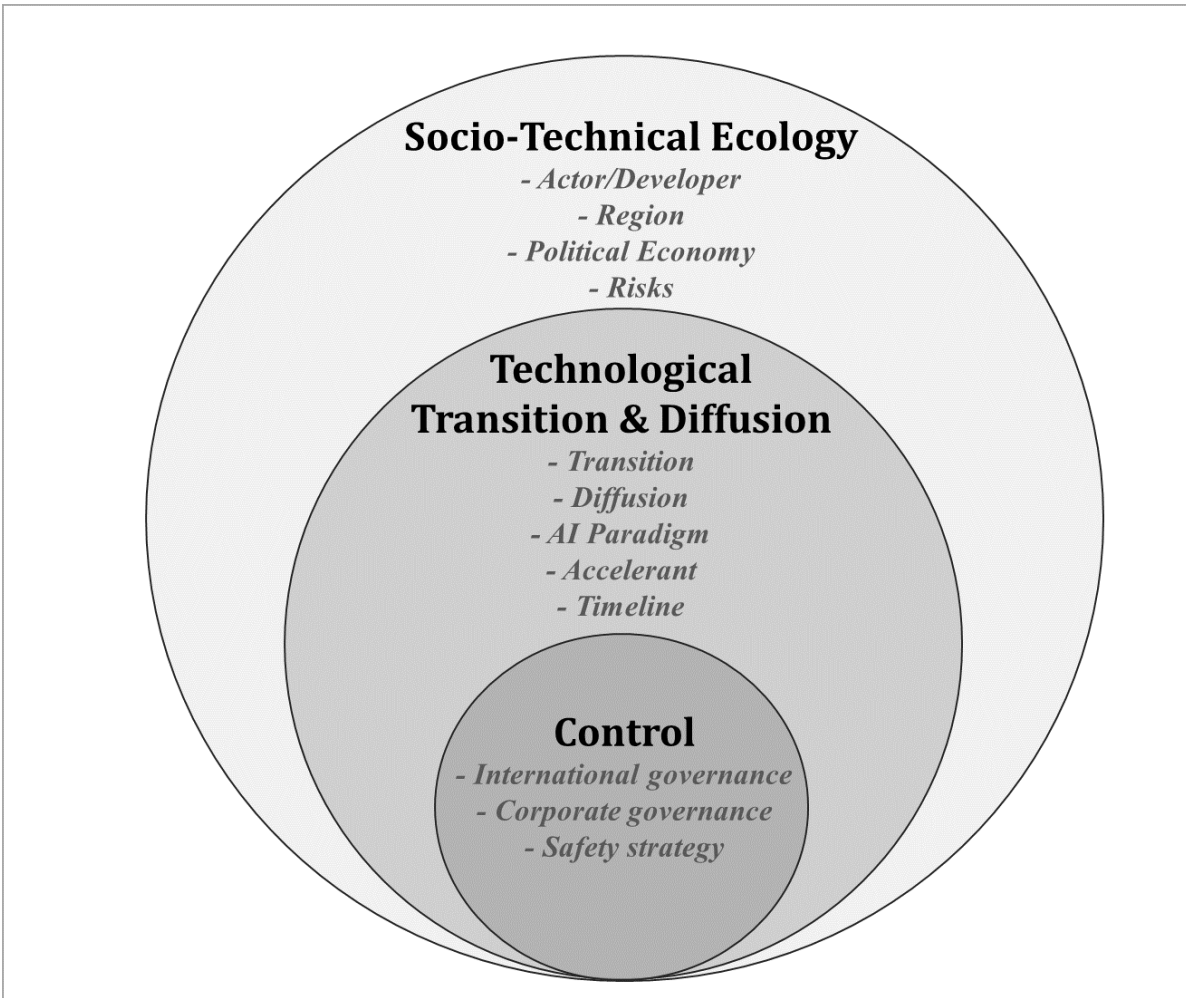 Socio-Technical Ecology
- Actor/Developer
- Region
- Political Economy
- Risks
Technological
Transition & Diffusion
- Transition
- Diffusion
- AI Paradigm
- Accelerant
- Timeline
Control
- International governance
- Corporate governance
- Safety strategy